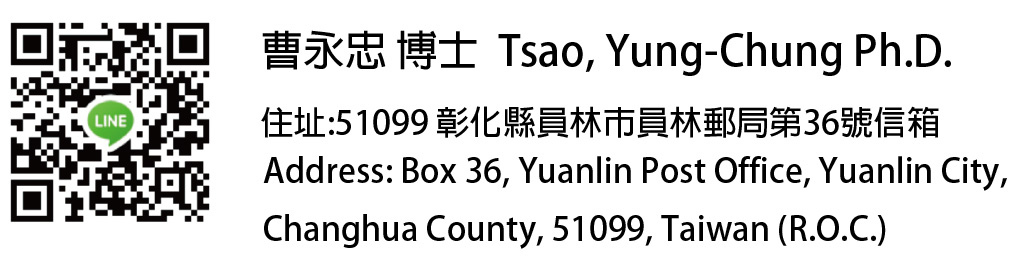 LINE
曹永忠 博士 Tsao, Yung-Chung Ph.D.
住址:51099 彰化縣員林市員林郵局第36號信箱
Address: Box 36, Yuanlin Post Office, Yuanlin City,
Changhua County, 51099, Taiwan (R.O.C.)